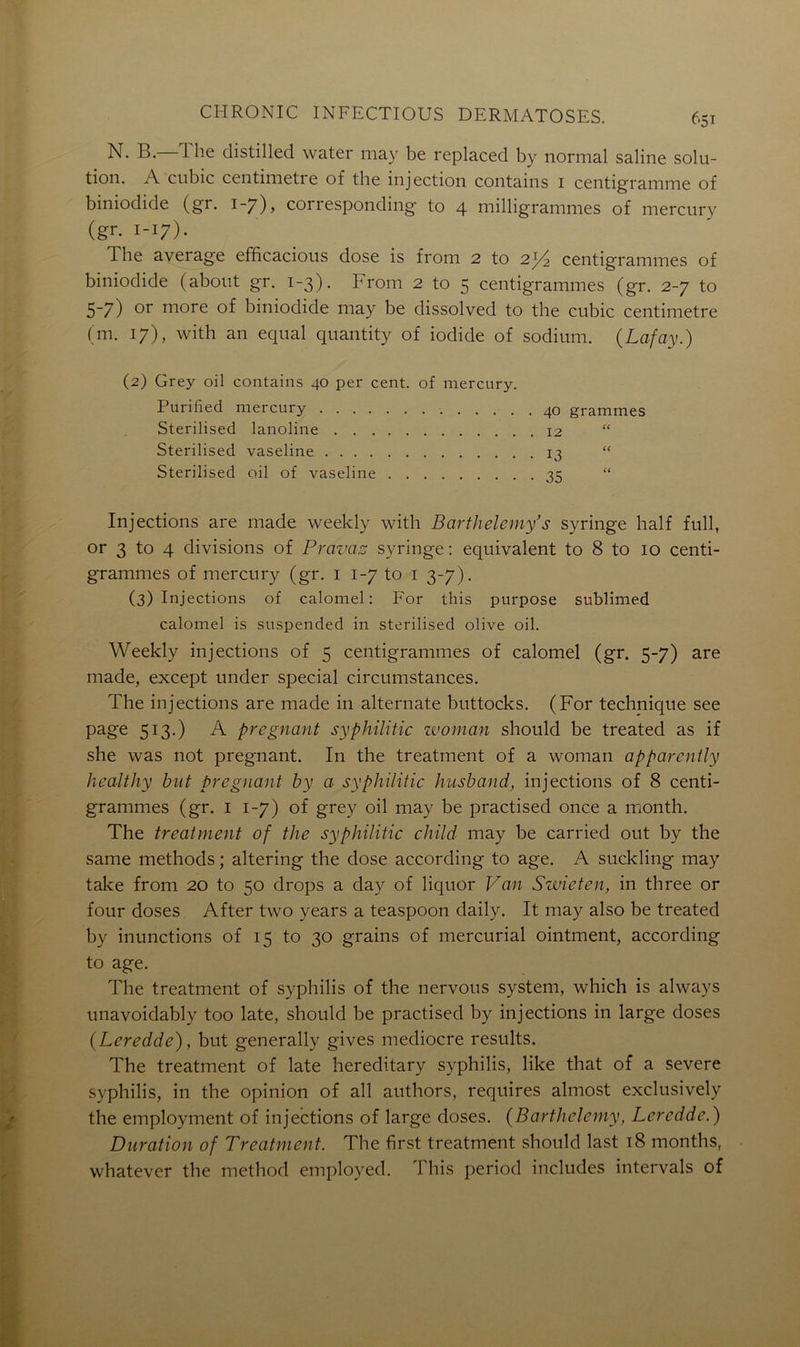 CHRONIC INFECTIOUS DERMATOSES. 651
N. B.—The distilled water may be replaced by normal saline solu-
tion. A cubic centimetre of the injection contains 1 centigramme of
biniodide (gr. 1-7), corresponding to 4 milligrammes of mercury
(gr. 1-17).
The average efficacious dose is from 2 to 2½ centigrammes of
biniodide (about gr. 1-3). From 2 to 5 centigrammes (gr. 2-7 to
5-7) or more of biniodide may be dissolved to the cubic centimetre
(m. 17), with an equal quantity of iodide of sodium. (Lafay.)
(2) Grey oil contains 40 per cent. of mercury.
Purified mercury . . . . . . . . . . . . . . 40 grammes
Sterilised lanoline . . . . . . . . . . . . . 12 “
Sterilised vaseline . . . . . . . . . . . . . . 13 “
Sterilised oil of vaseline . . . . . . . . . . 35 “
Injections are made weekly with Barthelemy's syringe half full,
or 3 to 4 divisions of Pravaz syringe: equivalent to 8 to 10 centi-
grammes of mercury (gr. 1 1-7 to 1 3-7).
(3) Injections of calomel: For this purpose sublimed
calomel is suspended in sterilised olive oil.
Weekly injections of 5 centigrammes of calomel (gr. 5-7) are
made, except under special circumstances.
The injections are made in alternate buttocks. (For technique see
page 513.) A pregnant syphilitic woman should be treated as if
she was not pregnant. In the treatment of a woman apparently
healthy but pregnant by a syphilitic husband, injections of 8 centi-
grammes (gr. 1 1-7) of grey oil may be practised once a month.
The treatment of the syphilitic child may be carried out by the
same methods; altering the dose according to age. A suckling may
take from 20 to 50 drops a day of liquor Van Swieten, in three or
four doses After two years a teaspoon daily. It may also be treated
by inunctions of 15 to 30 grains of mercurial ointment, according
to age.
The treatment of syphilis of the nervous system, which is always
unavoidably too late, should be practised by injections in large doses
(Leredde), but generally gives mediocre results.
The treatment of late hereditary syphilis, like that of a severe
syphilis, in the opinion of all authors, requires almost exclusively
the employment of injections of large doses. (Barthelemy, Leredde.)
Duration of Treatment. The first treatment should last 18 months,
whatever the method employed. This period includes intervals of